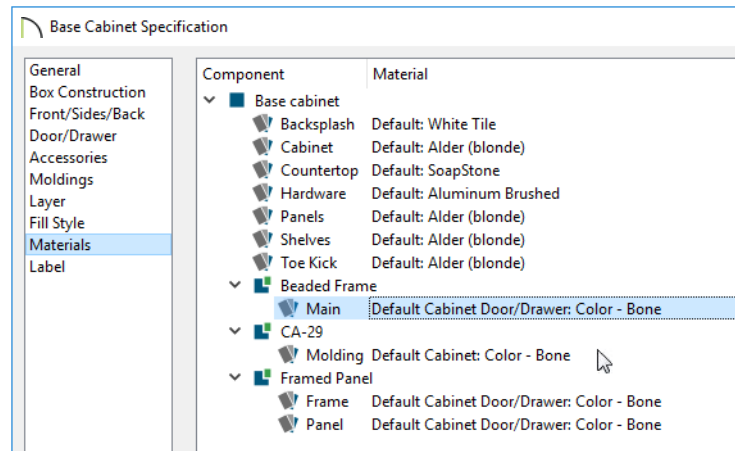 Base Cabinet Specification
General
Box Construction
Front/Sides/Back
Door/Drawer
Accessories
Moldings
Layer
Fill Style
Materials
Label
Component Material
Base cabinet
Backsplash Default: White Tile
Cabinet Default: Alder (blonde)
Countertop Default: SoapStone
Hardware Default: Aluminum Brushed
Panels Default: Alder (blonde)
Shelves Default: Alder (blonde)
Toe Kick Default: Alder (blonde)
Beaded Frame
Main Default Cabinet Door/Drawer: Color - Bone
CA-29
Molding Default Cabinet: Color - Bone
Framed Panel
Frame Default Cabinet Door/Drawer: Color - Bone
Panel Default Cabinet Door/Drawer: Color - Bone